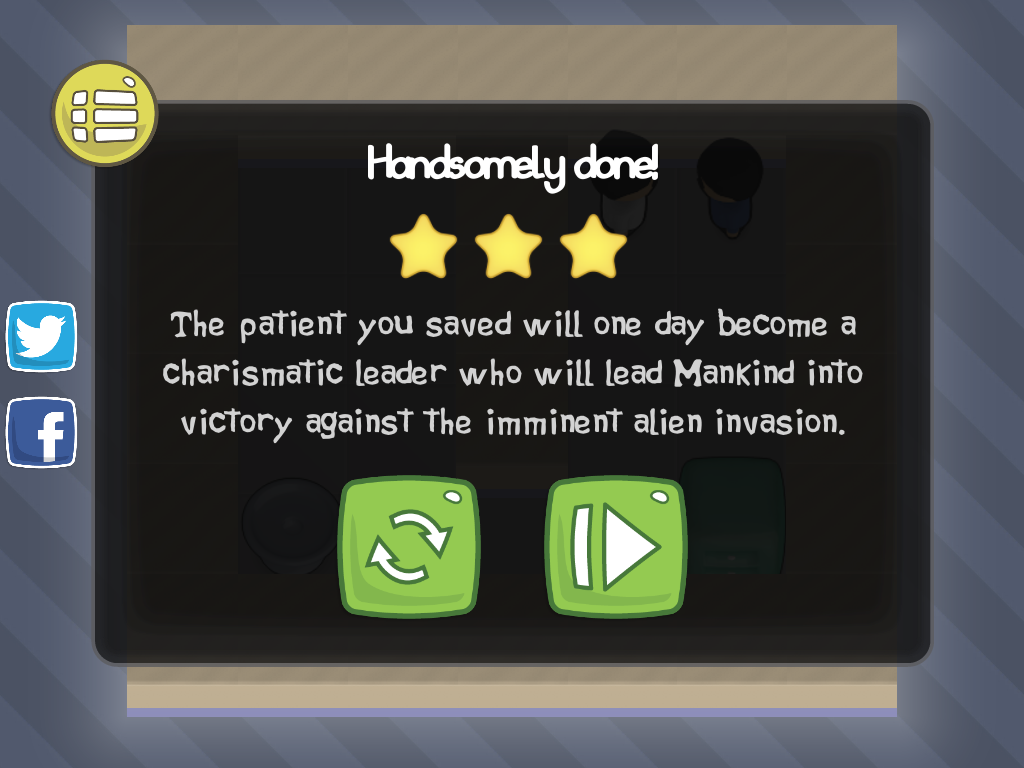 Handsomely done!
The patient you saved will one day become a
charismatic leader who will lead Mankind into
victory against the imminent alien invasion.